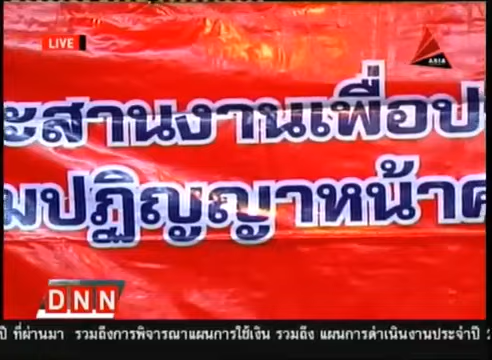 LIVE
ASIA
ะสานงานเพื่อป
มปฏิญญาหน้าค
DNN
ปี ที่ผ่านมา รวมถึงการพิจารณาแผนการใช้เงิน รวมถึง แผนการดำเนินงานประจำปี 2